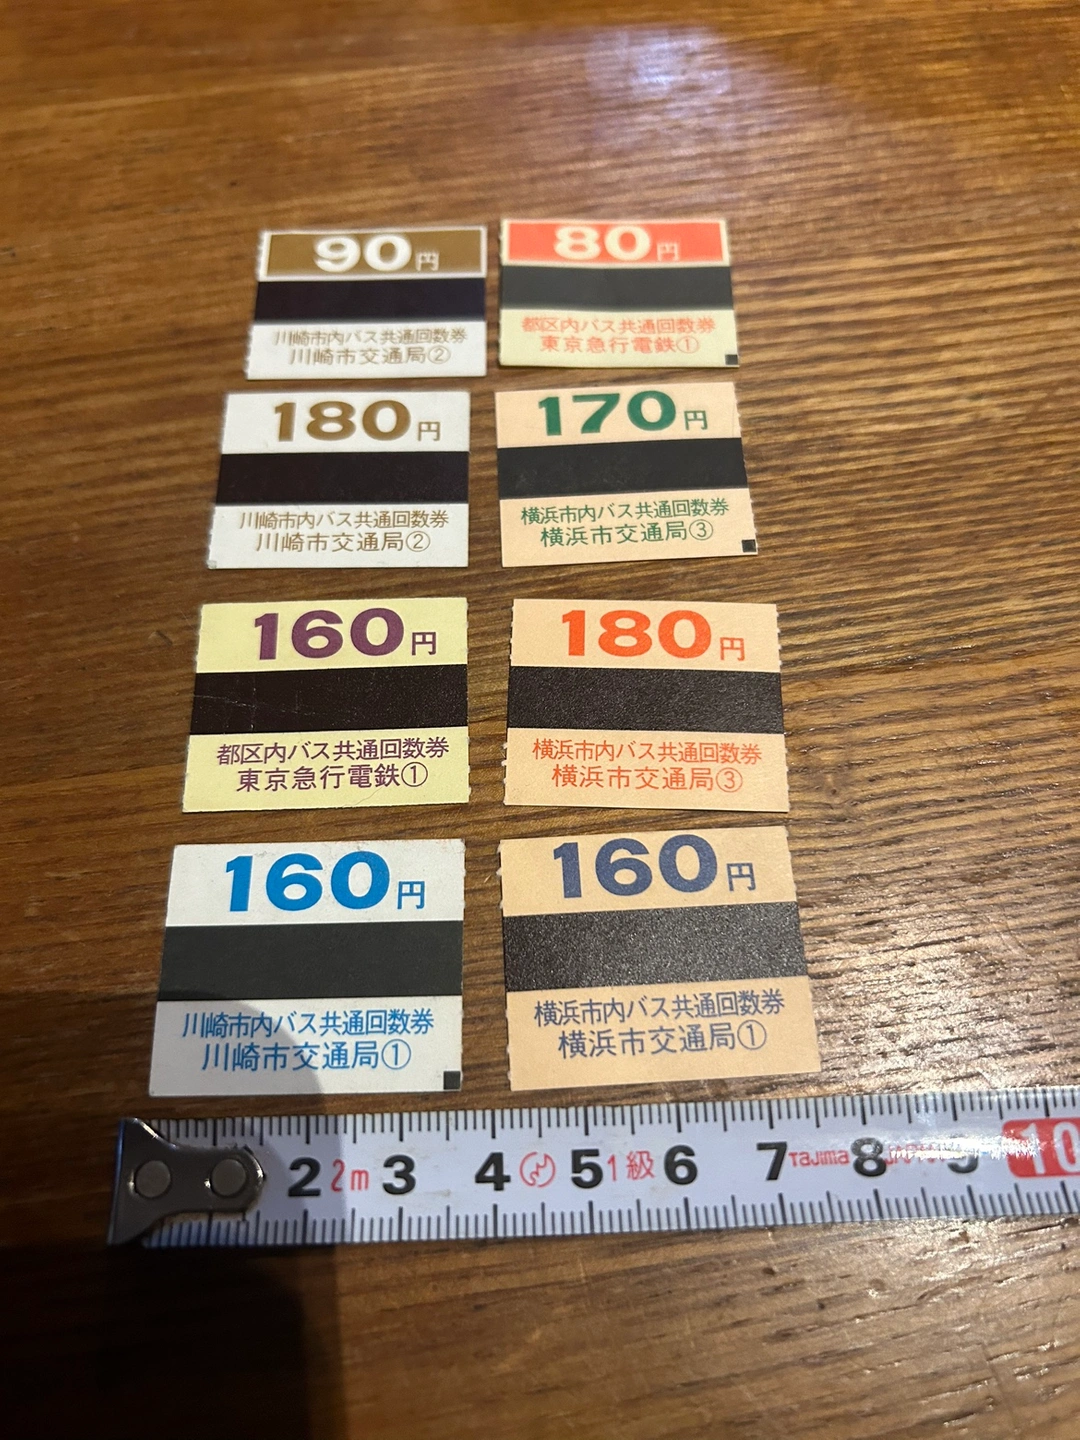 90円
川崎市内バス共通回数券
川崎市交通局②
80円
都区内バス共通回数券
東京急行電鉄①
180円
川崎市内バス共通回数券
川崎市交通局②
170円
横浜市内バス共通回数券
横浜市交通局③
160円
都区内バス共通回数券
東京急行電鉄①
180円
横浜市内バス共通回数券
横浜市交通局③
160円
川崎市内バス共通回数券
川崎市交通局①
160円
横浜市内バス共通回数券
横浜市交通局①
2 2m 3 4 5 1級 6 7 Tajima 8 9 10